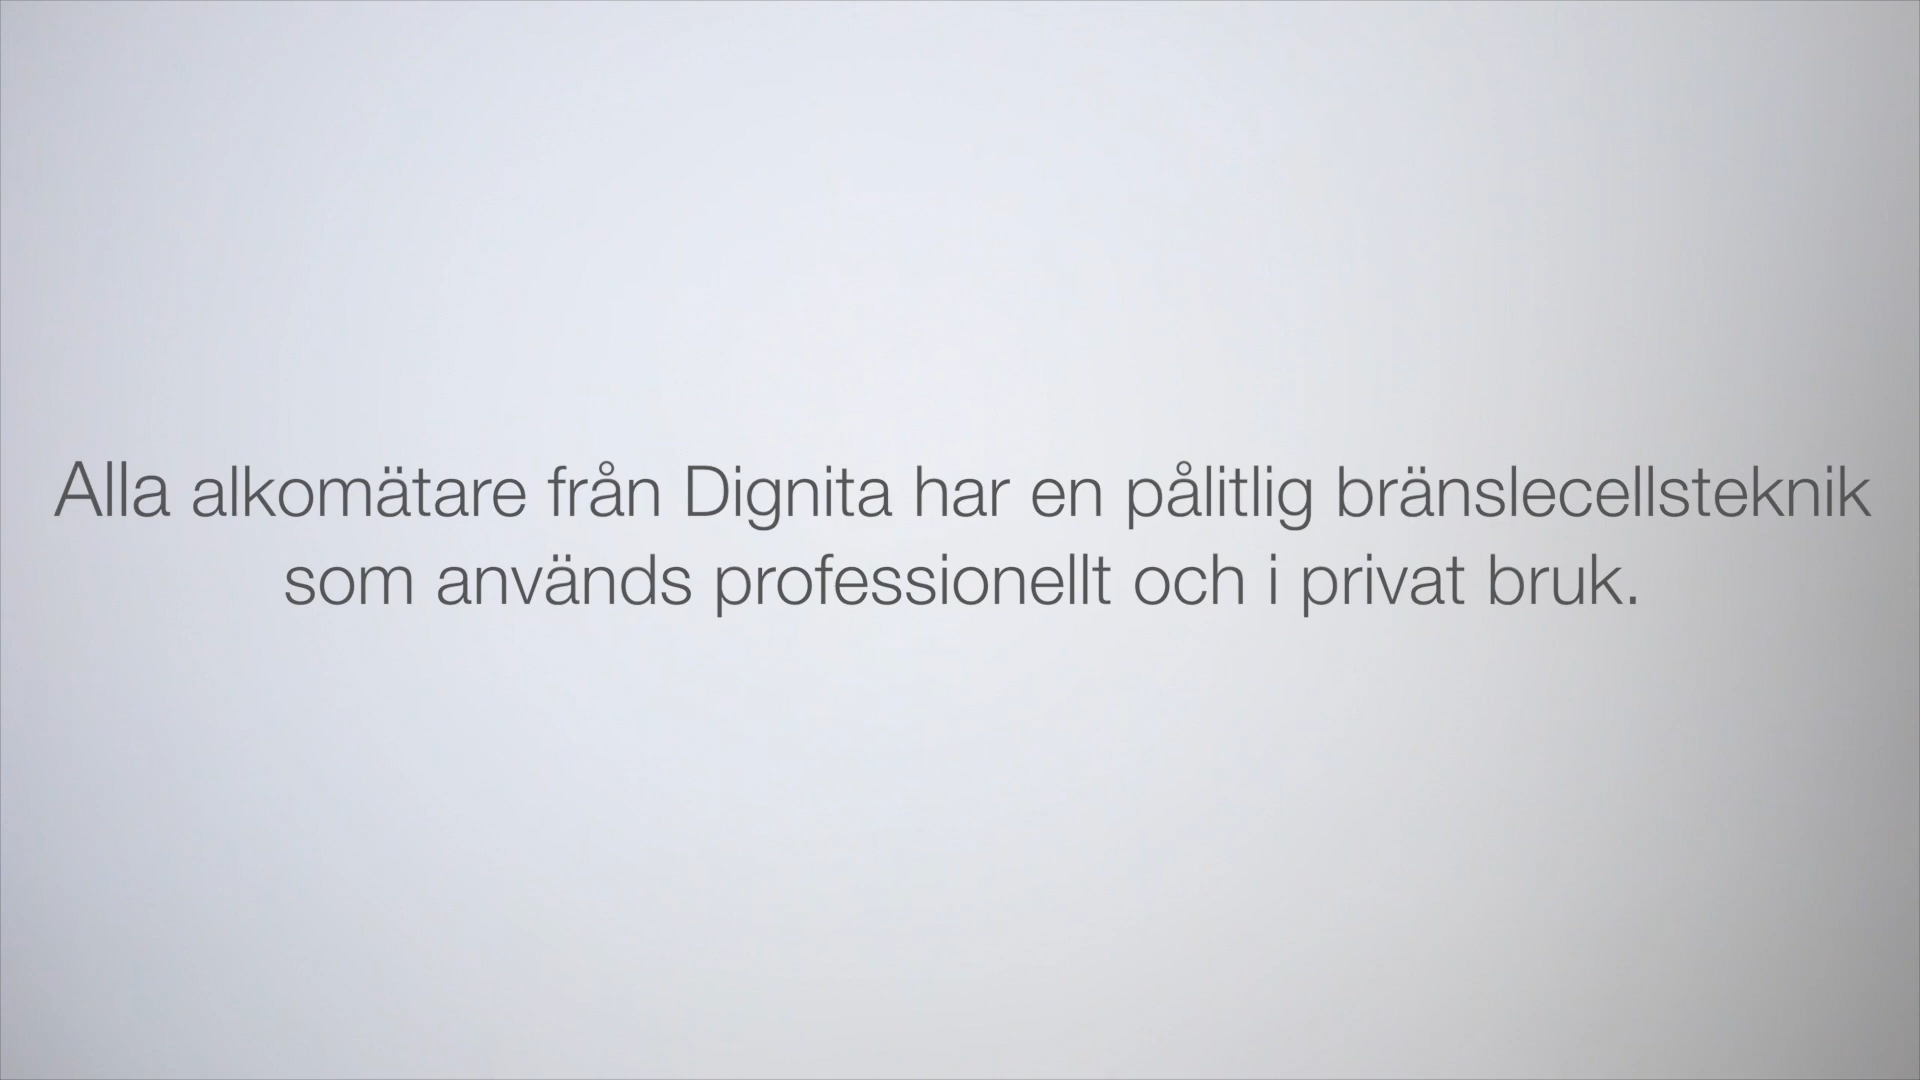 Alla alkomätare från Dignita har en pålitlig bränslecellsteknik
som används professionellt och i privat bruk.